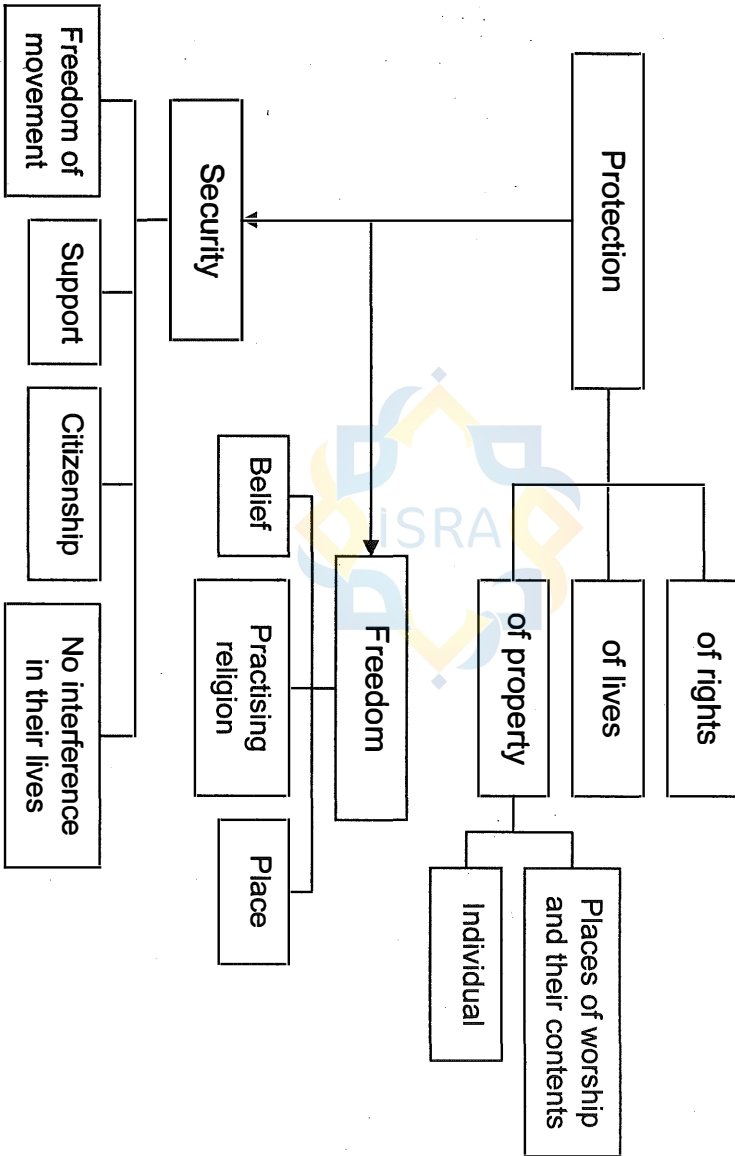 Protection
of rights
of lives
of property
Places of worship
and their contents
Individual
Freedom
Belief
Practising
religion
Place
Security
Freedom of
movement
Support
Citizenship
No interference
in their lives
iSRA